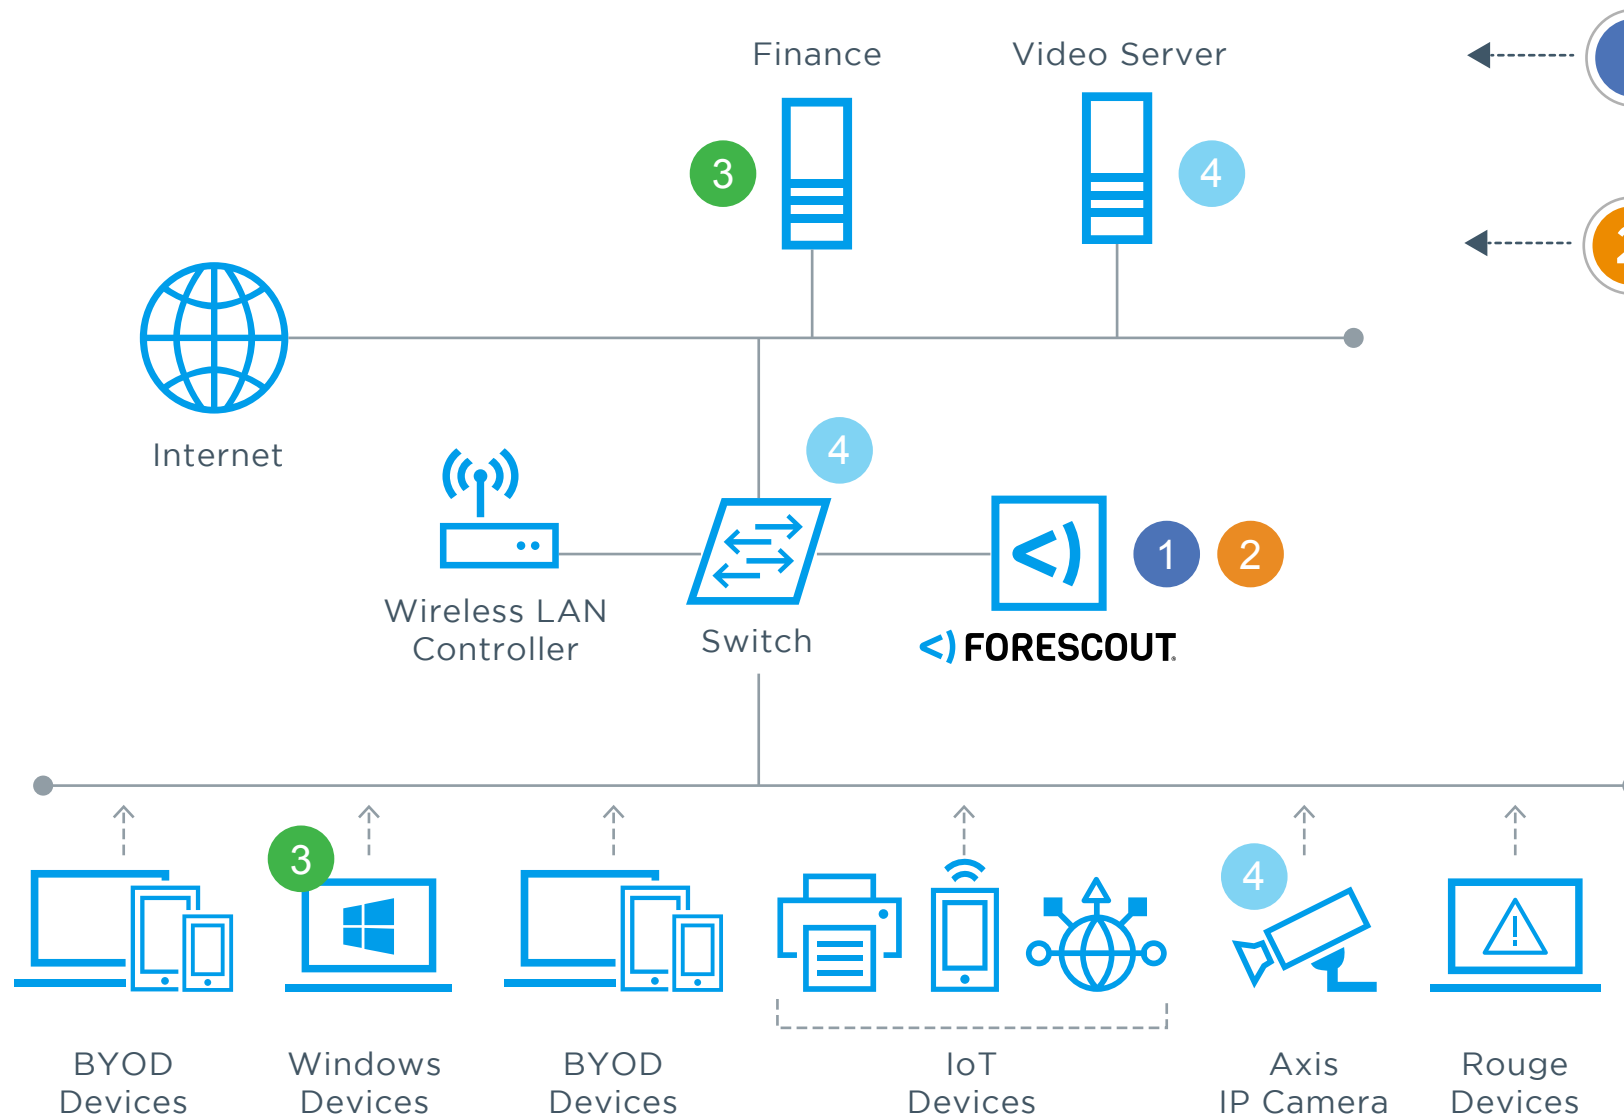 Finance
Video Server
3
4
2
Internet
4
1
2
Wireless LAN
Controller
Switch
<) FORESCOUT.
3
4
BYOD
Devices
Windows
Devices
BYOD
Devices
IoT
Devices
Axis
IP Camera
Rouge
Devices